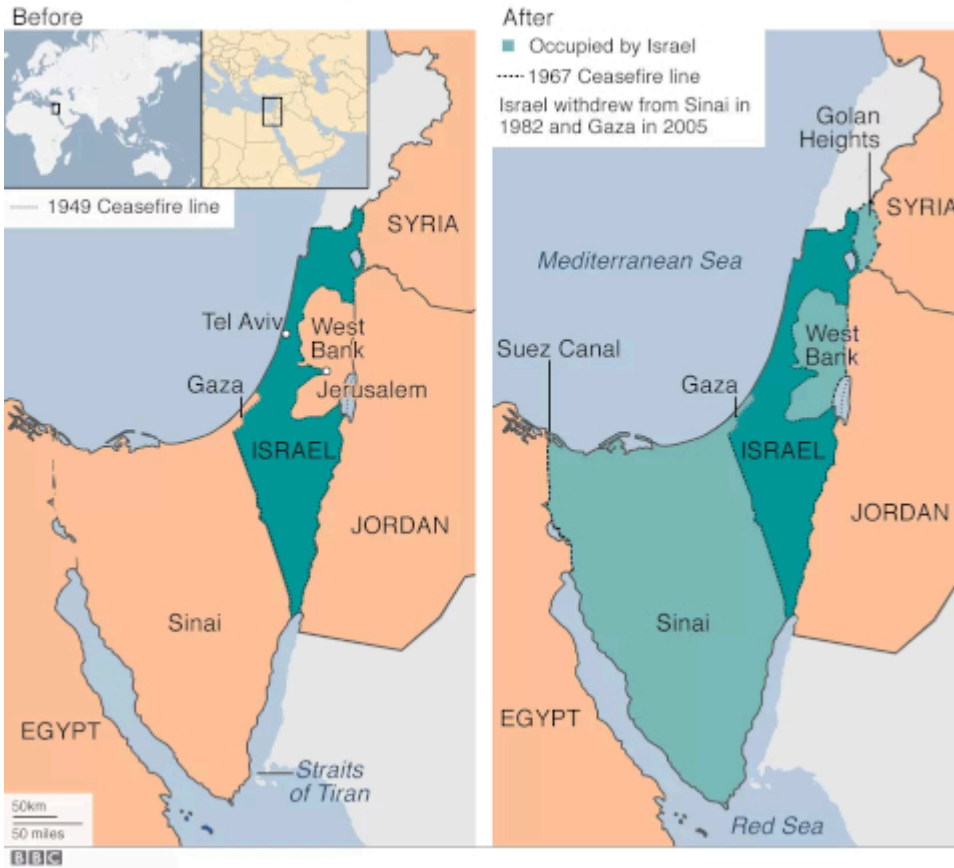 Before
1949 Ceasefire line
SYRIA
Tel Aviv
West
Bank
Jerusalem
Gaza
ISRAEL
JORDAN
Sinai
EGYPT
Straits
of Tiran
50km
50 miles
BBC
After
Occupied by Israel
1967 Ceasefire line
Israel withdrew from Sinai in
1982 and Gaza in 2005
Golan
Heights
SYRIA
Mediterranean Sea
West
Bank
Suez Canal
Gaza
ISRAEL
JORDAN
Sinai
EGYPT
Red Sea